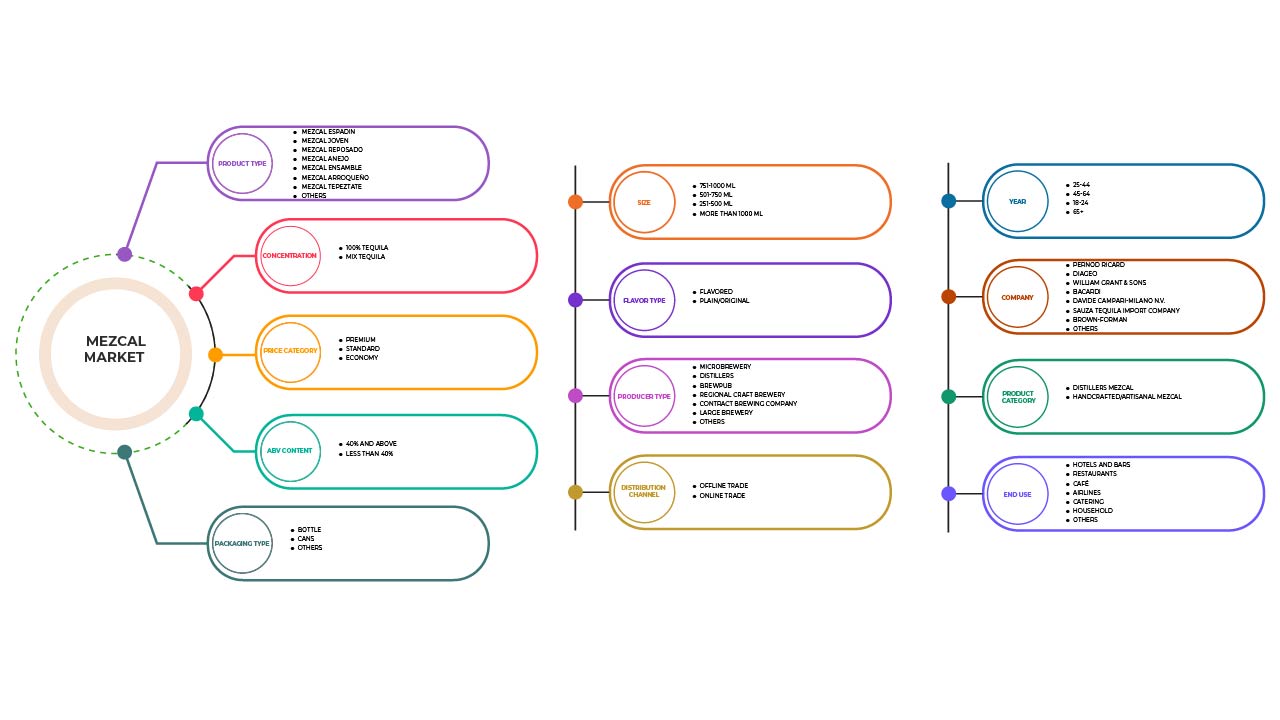 MEZCAL
MARKET
PRODUCT TYPE
MEZCAL ESPADIN
MEZCAL JOVEN
MEZCAL REPOSADO
MEZCAL ANEJO
MEZCAL ENSAMBLE
MEZCAL ARROQUEÑO
MEZCAL TEPEZTATE
OTHERS
CONCENTRATION
100% TEQUILA
MIX TEQUILA
PRICE CATEGORY
PREMIUM
STANDARD
ECONOMY
ABV CONTENT
40% AND ABOVE
LESS THAN 40%
PACKAGING TYPE
BOTTLE
CANS
OTHERS
SIZE
751-1000 ML
501-750 ML
251-500 ML
MORE THAN 1000 ML
FLAVOR TYPE
FLAVORED
PLAIN/ORIGINAL
PRODUCER TYPE
MICROBREWERY
DISTILLERS
BREWPUB
REGIONAL CRAFT BREWERY
CONTRACT BREWING COMPANY
LARGE BREWERY
OTHERS
DISTRIBUTION
CHANNEL
OFFLINE TRADE
ONLINE TRADE
YEAR
25-44
45-64
18-24
65+
COMPANY
PERNOD RICARD
DIAGEO
WILLIAM GRANT & SONS
BACARDI
DAVIDE CAMPARI-MILANO N.V.
SAUZA TEQUILA IMPORT COMPANY
BROWN-FORMAN
OTHERS
PRODUCT
CATEGORY
DISTILLERS MEZCAL
HANDCRAFTED/ARTISANAL MEZCAL
END USE
HOTELS AND BARS
RESTAURANTS
CAFÉ
AIRLINES
CATERING
HOUSEHOLD
OTHERS